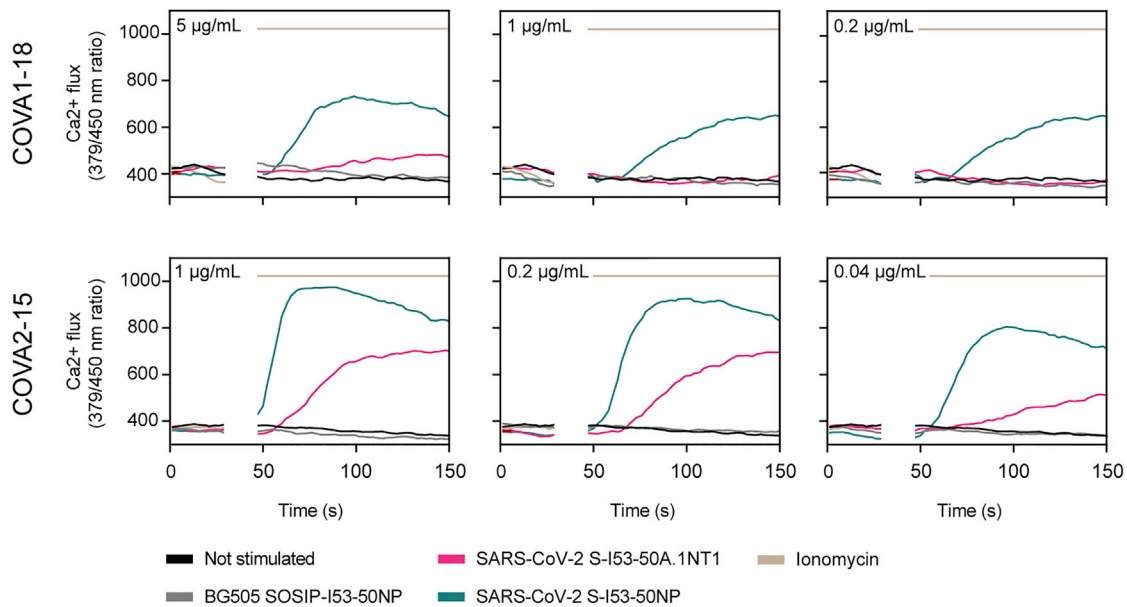 COVA1-18
Ca2+ flux
(379/450 nm ratio)
1000
800
600
400
5 µg/mL
1 µg/mL
0.2 µg/mL
COVA2-15
Ca2+ flux
(379/450 nm ratio)
1000
800
600
400
1 µg/mL
0.2 µg/mL
0.04 µg/mL
0 50 100 150
0 50 100 150
0 50 100 150
Time (s)
Time (s)
Time (s)
Not stimulated
SARS-CoV-2 S-I53-50A.1NT1
Ionomycin
BG505 SOSIP-I53-50NP
SARS-CoV-2 S-I53-50NP